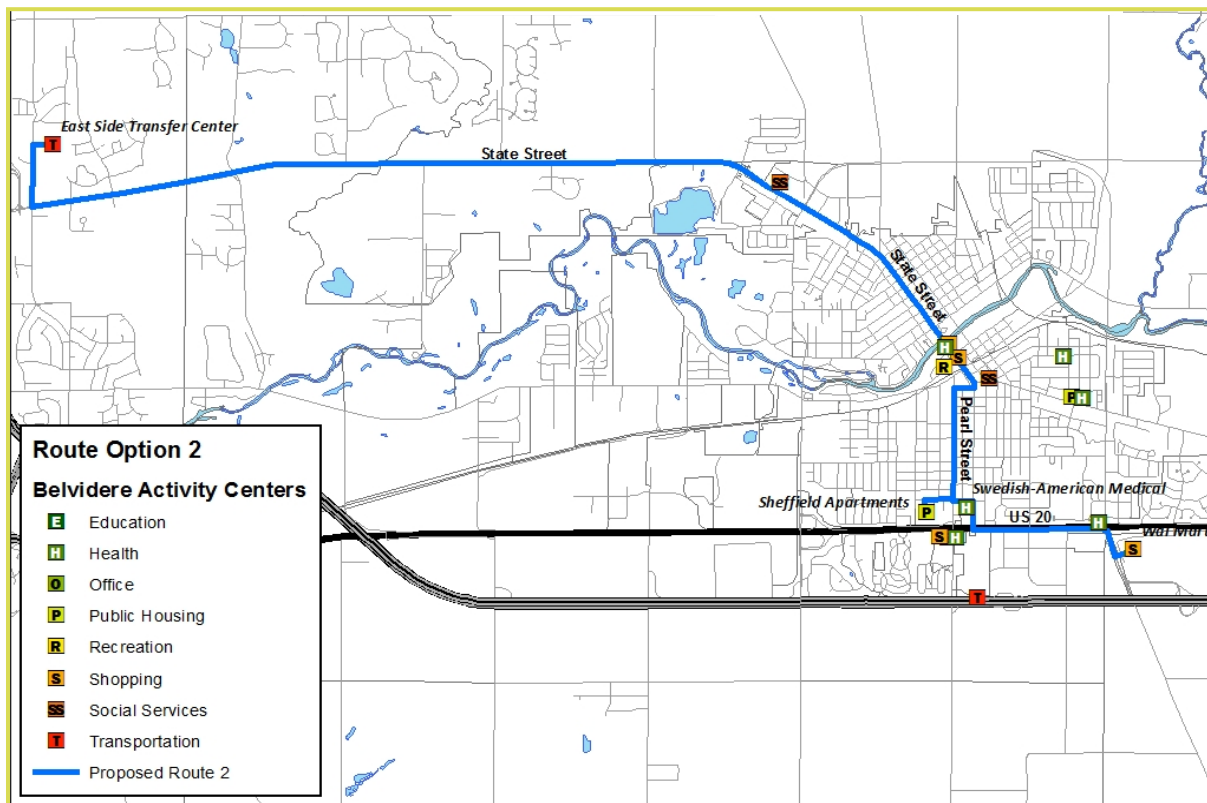 East Side Transfer Center
T
State Street
SS
State Street
H
S
R
SS
H
P
H
Pearl Street
Sheffield Apartments
P
Swedish-American Medical
H
US 20
H
Wal Mart
S
S
H
T
Route Option 2
Belvidere Activity Centers
E Education
H Health
O Office
P Public Housing
R Recreation
S Shopping
SS Social Services
T Transportation
Proposed Route 2